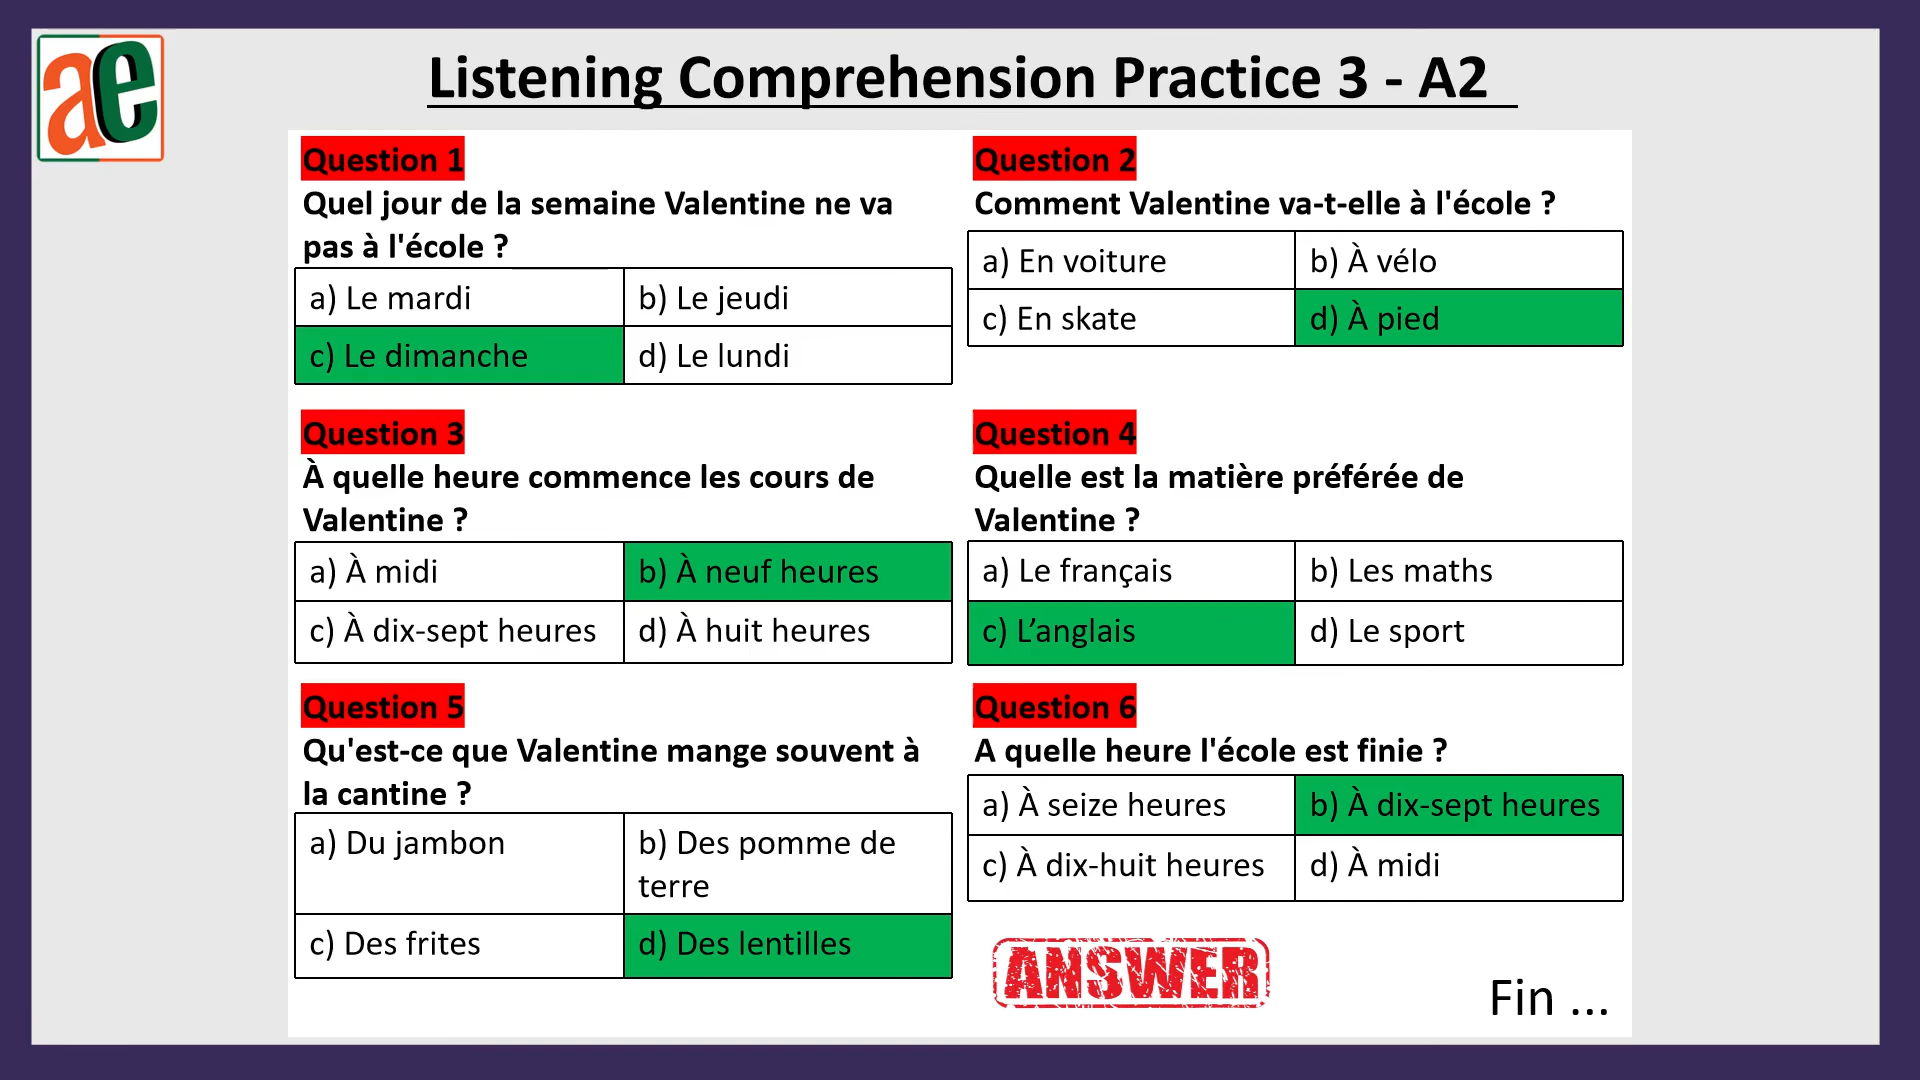 ae
Listening Comprehension Practice 3 - A2
Question 1
Quel jour de la semaine Valentine ne va
pas à l'école ?
a) Le mardi
b) Le jeudi
c) Le dimanche
d) Le lundi
Question 2
Comment Valentine va-t-elle à l'école ?
a) En voiture
b) À vélo
c) En skate
d) À pied
Question 3
À quelle heure commence les cours de
Valentine ?
a) À midi
b) À neuf heures
c) À dix-sept heures
d) À huit heures
Question 4
Quelle est la matière préférée de
Valentine ?
a) Le français
b) Les maths
c) L’anglais
d) Le sport
Question 5
Qu'est-ce que Valentine mange souvent à
la cantine ?
a) Du jambon
b) Des pomme de
terre
c) Des frites
d) Des lentilles
Question 6
A quelle heure l'école est finie ?
a) À seize heures
b) À dix-sept heures
c) À dix-huit heures
d) À midi
ANSWER
Fin ...